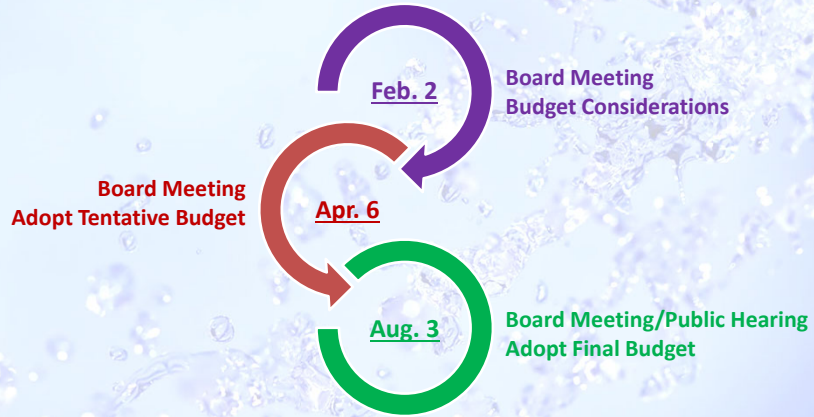 Feb. 2
Board Meeting
Budget Considerations
Board Meeting
Adopt Tentative Budget
Apr. 6
Aug. 3
Board Meeting/Public Hearing
Adopt Final Budget